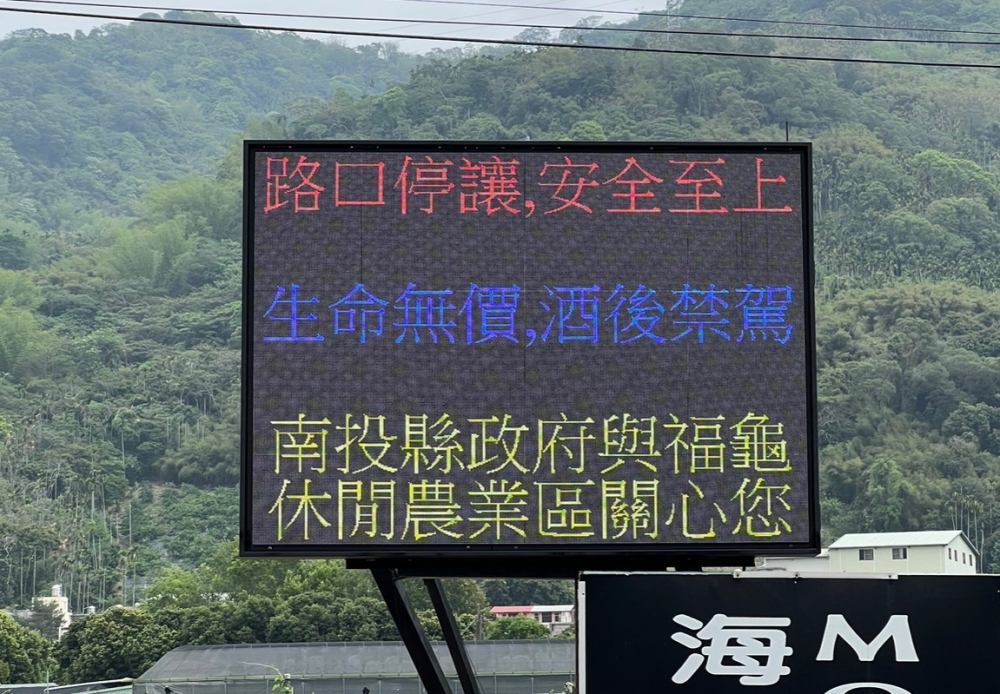 路口停讓,安全至上
生命無價,酒後禁駕
南投縣政府與福龜
休閒農業區關心您
海 M